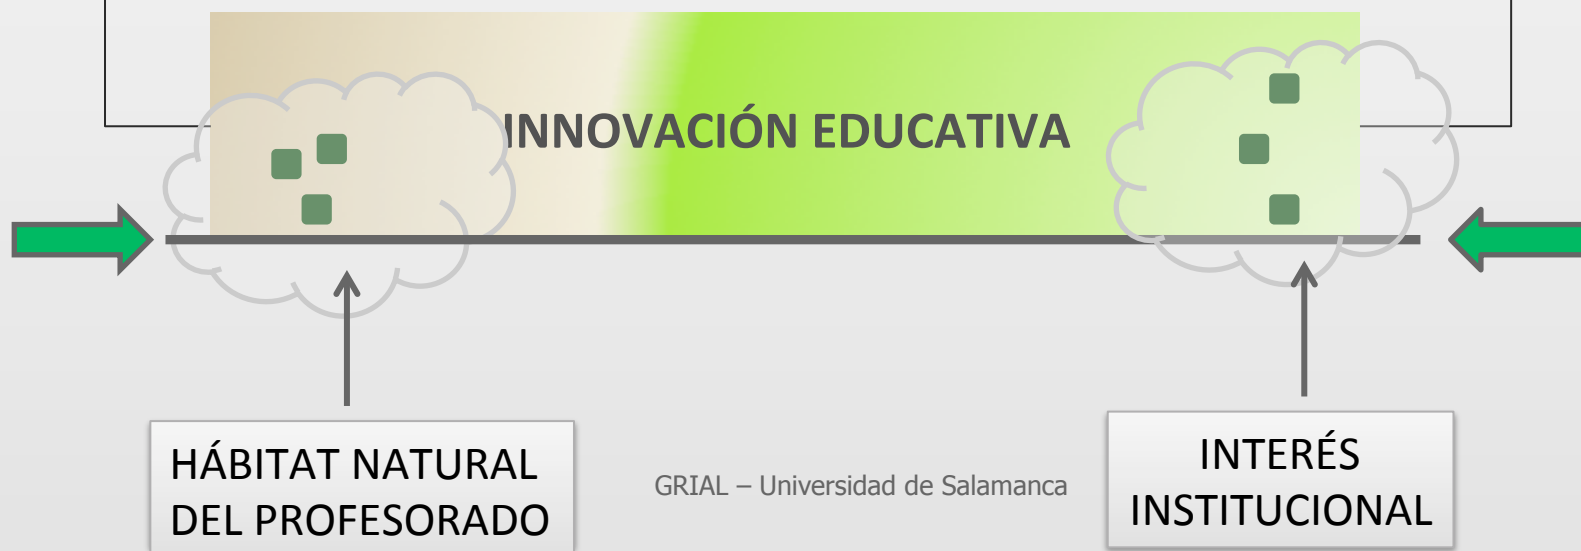 INNOVACIÓN EDUCATIVA
HÁBITAT NATURAL
DEL PROFESORADO
GRIAL – Universidad de Salamanca
INTERÉS
INSTITUCIONAL